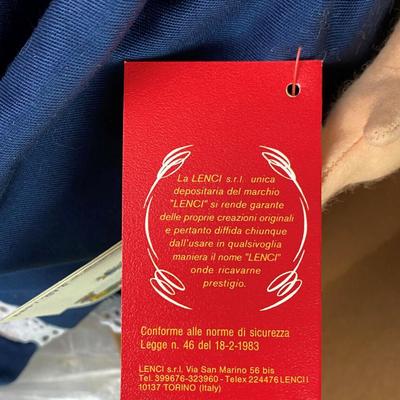 La LENCI s.r.l. unica
depositaria del marchio
"LENCI" si rende garante
delle proprie creazioni originali
e pertanto diffida chiunque
dall'usare in qualsivoglia
maniera il nome "LENCI"
onde ricavarne
prestigio.
Conforme alle norme di sicurezza
Legge n. 46 del 18-2-1983
LENCI s.r.l. Via San Marino 56 bis
Tel. 399676-323960 - Telex 224476 LENCII
10137 TORINO (Italy)